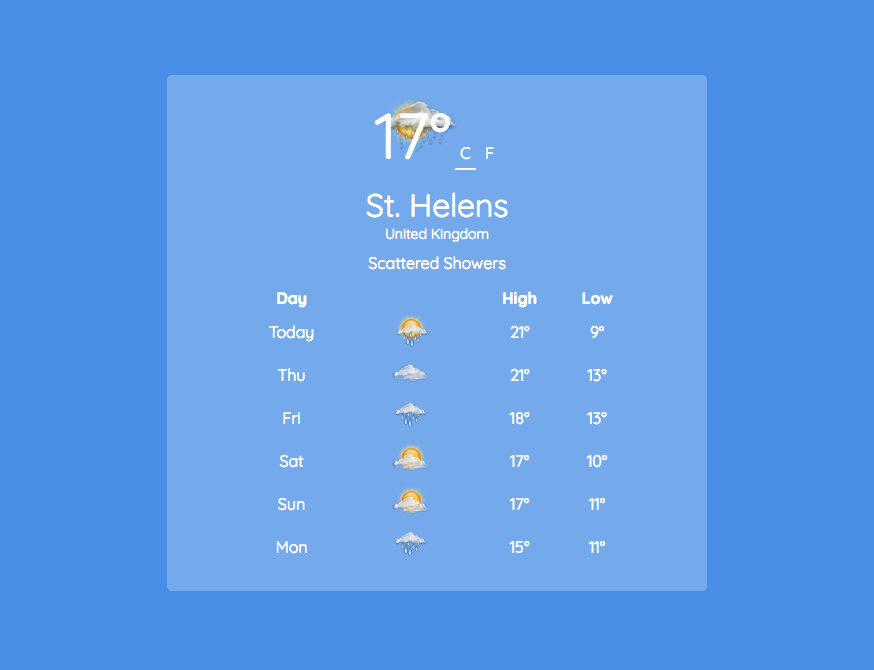 17°
C F
St. Helens
United Kingdom
Scattered Showers
Day High Low
Today 21° 9°
Thu 21° 13°
Fri 18° 13°
Sat 17° 10°
Sun 17° 11°
Mon 15° 11°